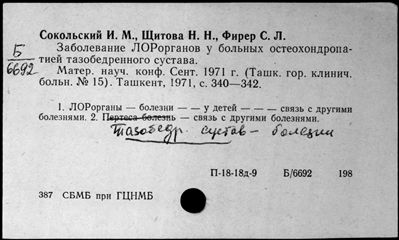 Сокольский И. М., Щитова Н. Н., Фирер С. Л.
Б/6692
Заболевание ЛОРорганов у больных остеохондропа-
тией тазобедренного сустава.
Матер. науч. конф. Сент. 1971 г. (Ташк. гор. клинич.
больн. № 15). Ташкент, 1971, с. 340—342.
1. ЛОРорганы — болезни — — у детей — — — связь с другими
болезнями. 2. Пертеса болезнь — связь с другими болезнями.
Тазобедр. сустав — болезни
П-18-18д-9 Б/6692 198
387 СБМБ при ГЦНМБ